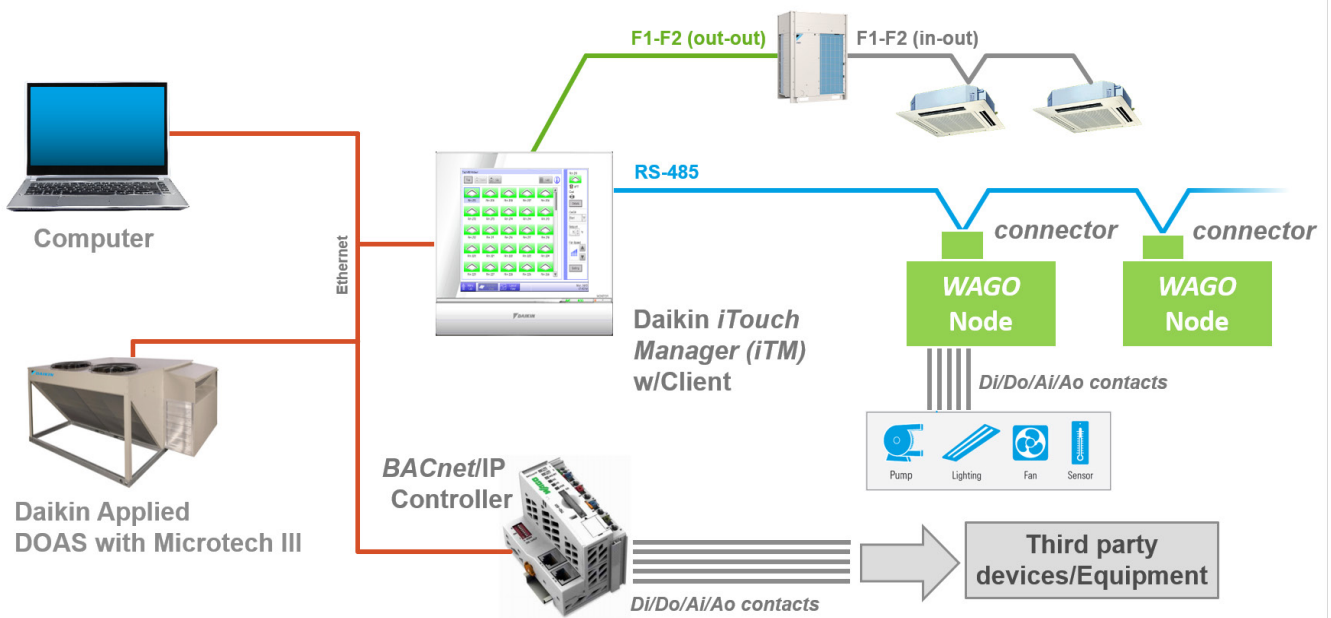 F1-F2 (out-out)
F1-F2 (in-out)
RS-485
Computer
Ethernet
connector
connector
WAGO
Node
WAGO
Node
DAIKIN
Daikin iTouch
Manager (iTM)
w/Client
Di/Do/Ai/Ao contacts
Pump
Lighting
Fan
Sensor
BACnet/IP
Controller
Daikin Applied
DOAS with Microtech III
Third party
devices/Equipment
Di/Do/Ai/Ao contacts